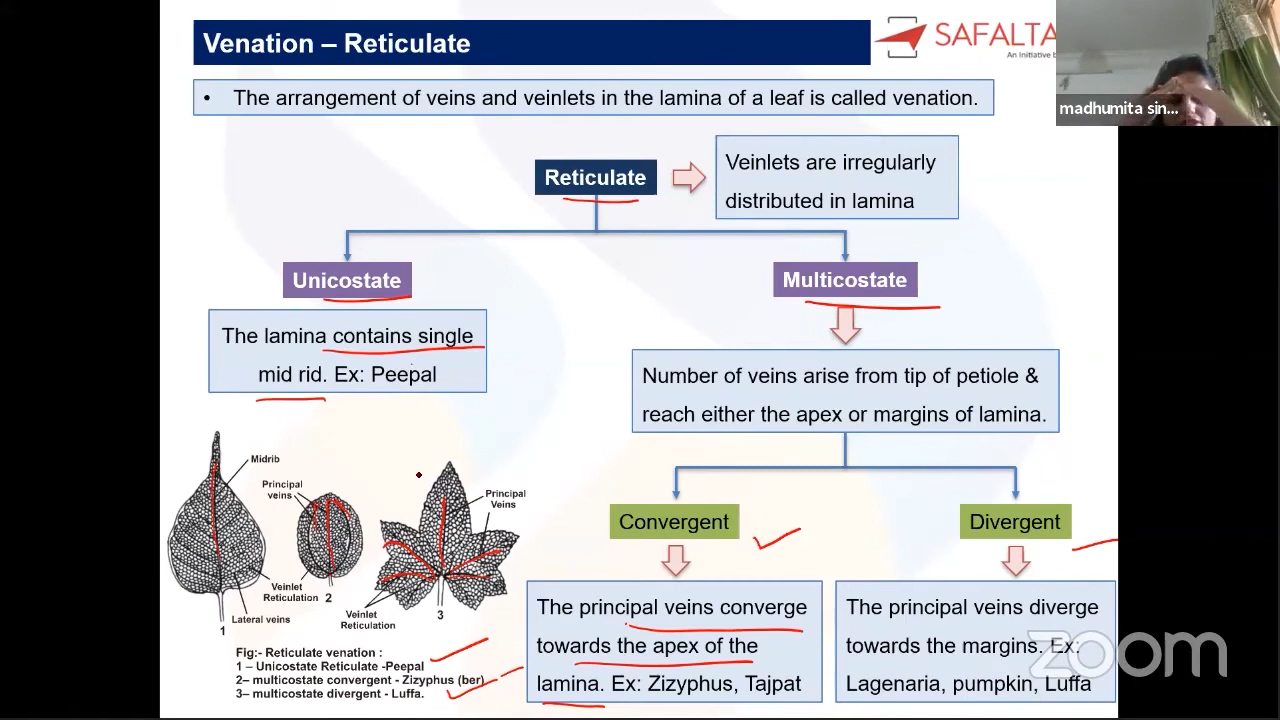 Venation – Reticulate
SAFALTA
An Initiative b
madhumita sin...
• The arrangement of veins and veinlets in the lamina of a leaf is called venation.
Reticulate
Veinlets are irregularly
distributed in lamina
Unicostate
Multicostate
The lamina contains single
mid rid. Ex: Peepal
Number of veins arise from tip of petiole &
reach either the apex or margins of lamina.
Convergent
Divergent
The principal veins converge
towards the apex of the
lamina. Ex: Zizyphus, Tajpat
The principal veins diverge
towards the margins. Ex:
Lagenaria, pumpkin, Luffa
Midrib
Principal
veins
Principal
Veins
Veinlet
Reticulation
2
Lateral veins
1
Veinlet
Reticulation
3
Fig:- Reticulate venation :
1 – Unicostate Reticulate -Peepal
2– multicostate convergent - Zizyphus (ber)
3– multicostate divergent - Luffa.
zoom